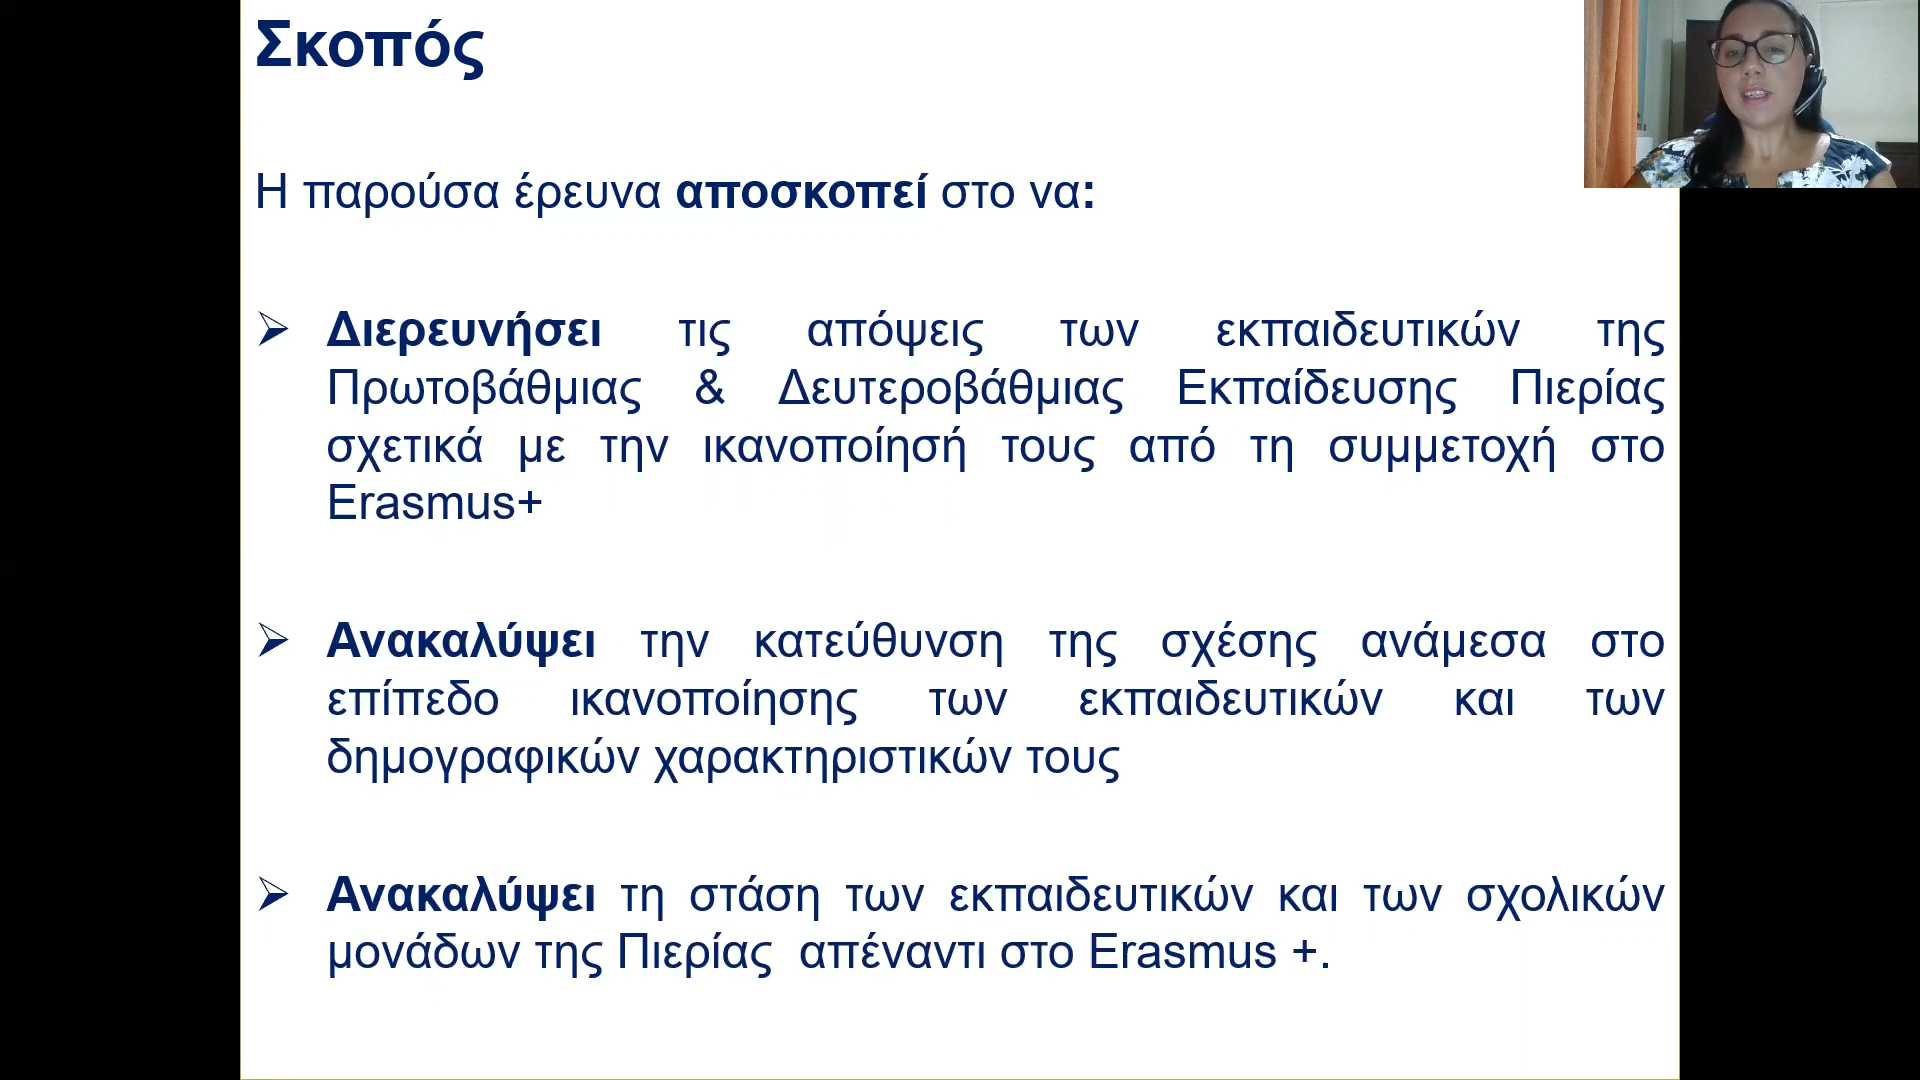 Σκοπός
Η παρούσα έρευνα αποσκοπεί στο να:
➢ Διερευνήσει τις απόψεις των εκπαιδευτικών της
Πρωτοβάθμιας & Δευτεροβάθμιας Εκπαίδευσης Πιερίας
σχετικά με την ικανοποίησή τους από τη συμμετοχή στο
Erasmus+
➢ Ανακαλύψει την κατεύθυνση της σχέσης ανάμεσα στο
επίπεδο ικανοποίησης των εκπαιδευτικών και των
δημογραφικών χαρακτηριστικών τους
➢ Ανακαλύψει τη στάση των εκπαιδευτικών και των σχολικών
μονάδων της Πιερίας απέναντι στο Erasmus +.